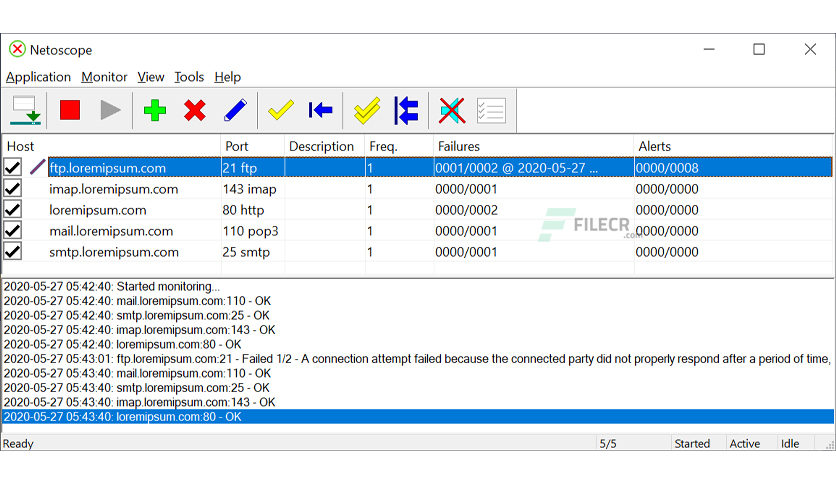 Netoscope
Application Monitor View Tools Help
Host Port Description Freq. Failures Alerts
ftp.loremipsum.com 21 ftp 1 0001/0002 @ 2020-05-27 ... 0000/0008
imap.loremipsum.com 143 imap 1 0000/0001 0000/0000
loremipsum.com 80 http 1 0000/0002 0000/0000
mail.loremipsum.com 110 pop3 1 0000/0001 0000/0000
smtp.loremipsum.com 25 smtp 1 0000/0001 0000/0000
FILECR
.com
2020-05-27 05:42:40: Started monitoring...
2020-05-27 05:42:40: mail.loremipsum.com:110 - OK
2020-05-27 05:42:40: smtp.loremipsum.com:25 - OK
2020-05-27 05:42:40: imap.loremipsum.com:143 - OK
2020-05-27 05:42:40: loremipsum.com:80 - OK
2020-05-27 05:43:01: ftp.loremipsum.com:21 - Failed 1/2 - A connection attempt failed because the connected party did not properly respond after a period of time,
2020-05-27 05:43:40: mail.loremipsum.com:110 - OK
2020-05-27 05:43:40: smtp.loremipsum.com:25 - OK
2020-05-27 05:43:40: imap.loremipsum.com:143 - OK
2020-05-27 05:43:40: loremipsum.com:80 - OK
Ready 5/5 Started Active Idle